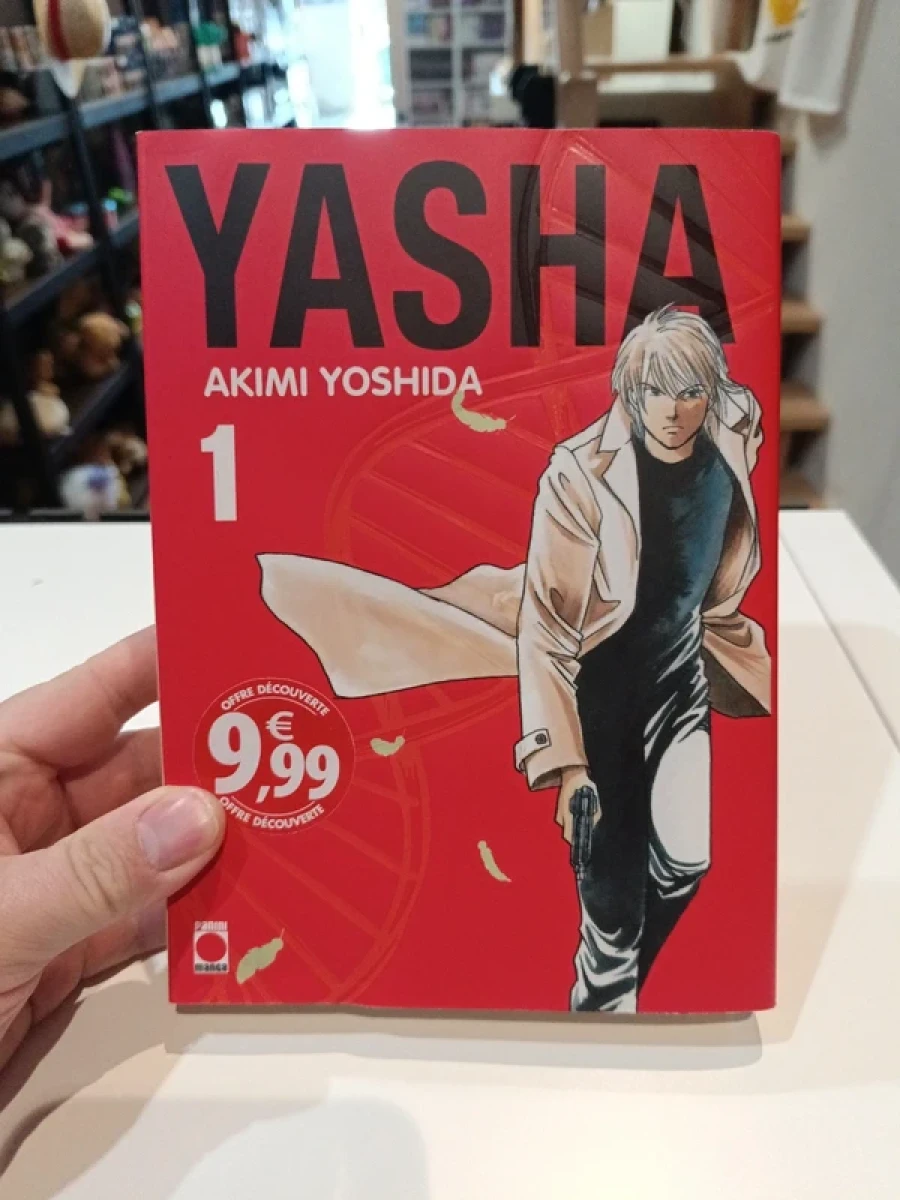 YASHA
AKIMI YOSHIDA
1
OFFRE DÉCOUVERTE
9,99€
OFFRE DÉCOUVERTE
PANINI
manga